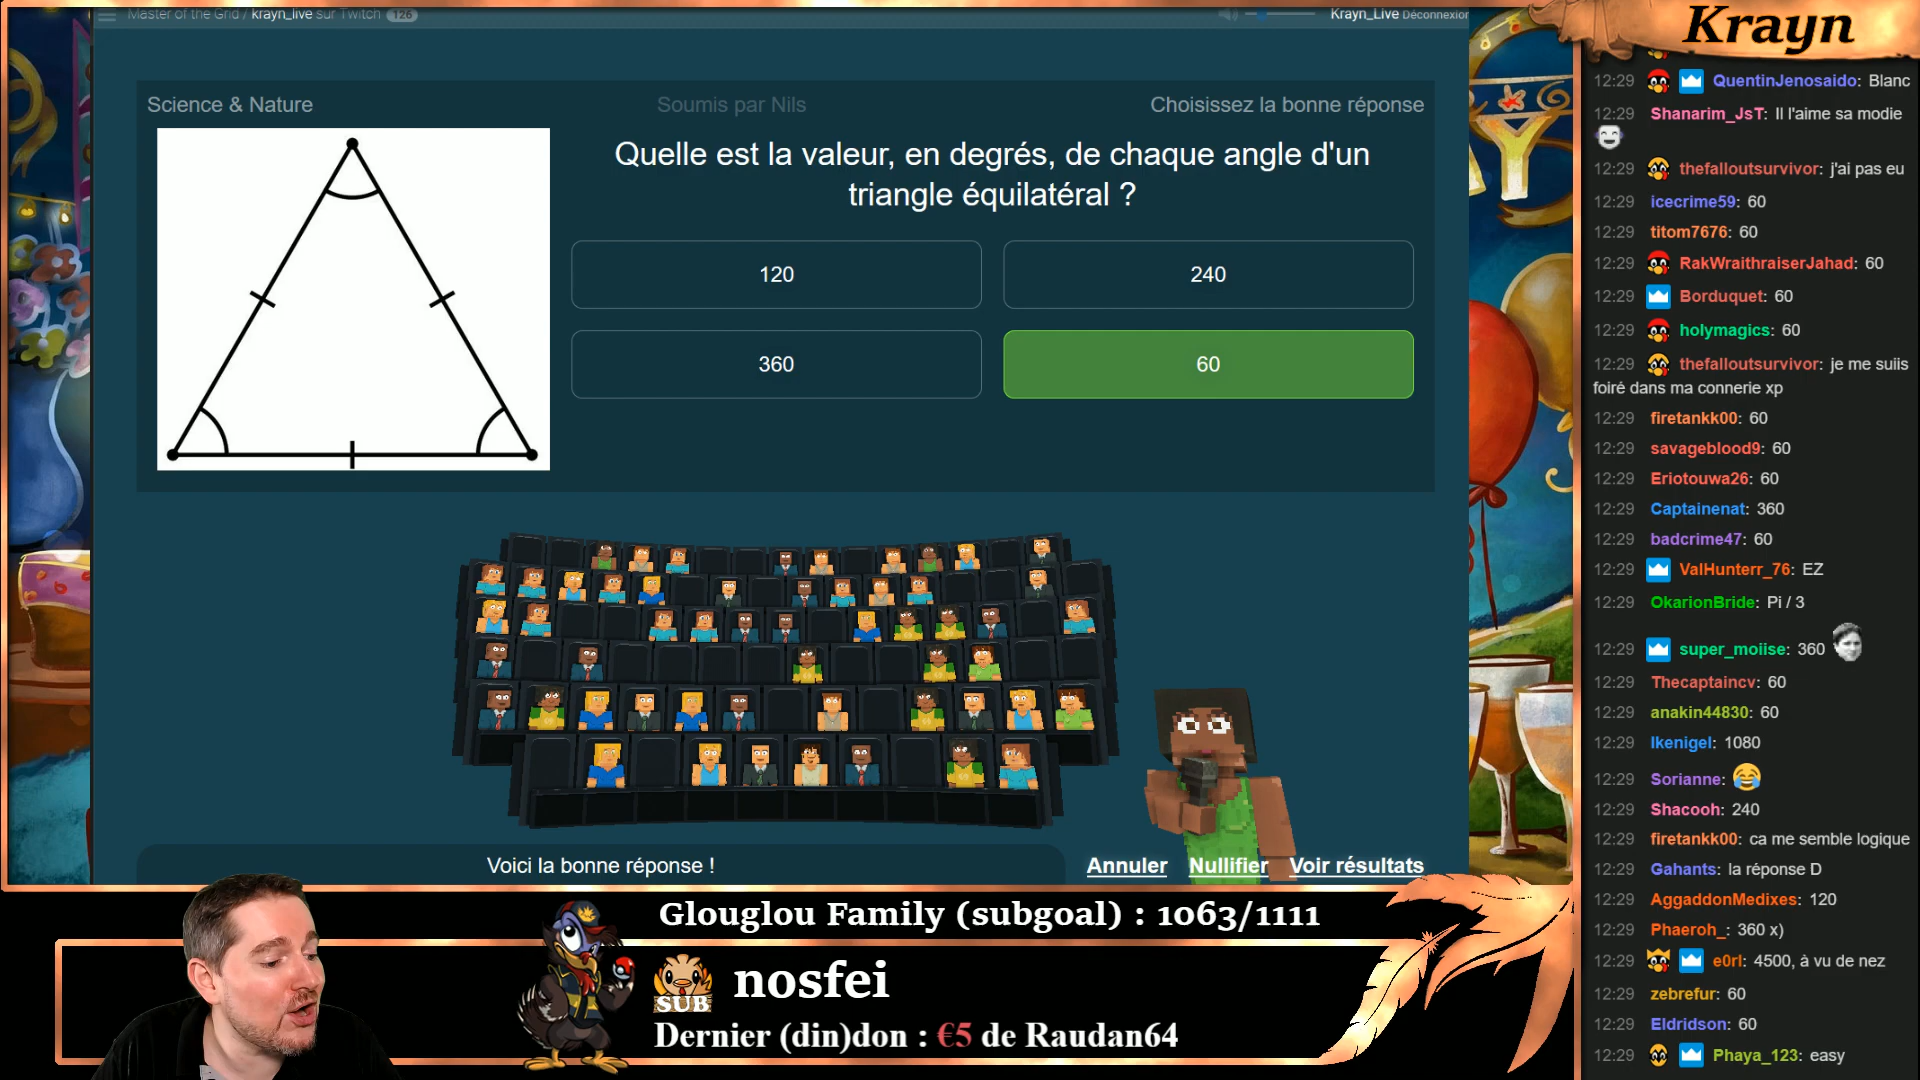 Master of the Grid / krayn_live sur Twitch 126
Krayn_Live Déconnexion
Science & Nature
Soumis par Nils
Choisissez la bonne réponse
Quelle est la valeur, en degrés, de chaque angle d'un
triangle équilatéral ?
120
240
360
60
Voici la bonne réponse !
Annuler
Nullifier
Voir résultats
Glouglou Family (subgoal) : 1063/1111
SUB
nosfei
Dernier (din)don : €5 de Raudan64
Y
Krayn
12:29 QuentinJenosaido: Blanc
12:29 Shanarim_JsT: Il l'aime sa modie
12:29 thefalloutsurvivor: j'ai pas eu
12:29 icecrime59: 60
12:29 titom7676: 60
12:29 RakWraithraiserJahad: 60
12:29 Borduquet: 60
12:29 holymagics: 60
12:29 thefalloutsurvivor: je me suiis
foiré dans ma connerie xp
12:29 firetankk00: 60
12:29 savageblood9: 60
12:29 Eriotouwa26: 60
12:29 Captainenat: 360
12:29 badcrime47: 60
12:29 ValHunterr_76: EZ
12:29 OkarionBride: Pi / 3
12:29 super_moiise: 360
12:29 Thecaptaincv: 60
12:29 anakin44830: 60
12:29 Ikenigel: 1080
12:29 Sorianne:
12:29 Shacooh: 240
12:29 firetankk00: ca me semble logique
12:29 Gahants: la réponse D
12:29 AggaddonMedixes: 120
12:29 Phaeroh_: 360 x)
12:29 e0rl: 4500, à vu de nez
12:29 zebrefur: 60
12:29 Eldridson: 60
12:29 Phaya_123: easy